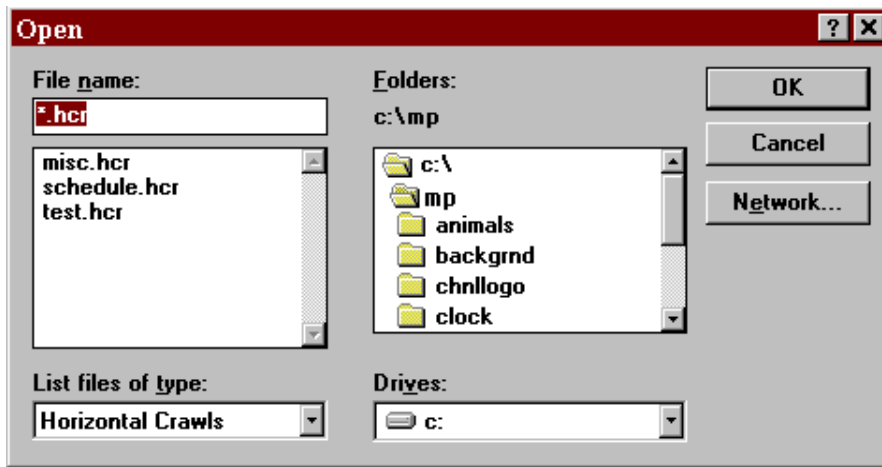 Open
File name:
*.hcr
misc.hcr
schedule.hcr
test.hcr
List files of type:
Horizontal Crawls
Folders:
c:\mp
c:\
mp
animals
backgrnd
chnllogo
clock
Drives:
c:
OK
Cancel
Network...